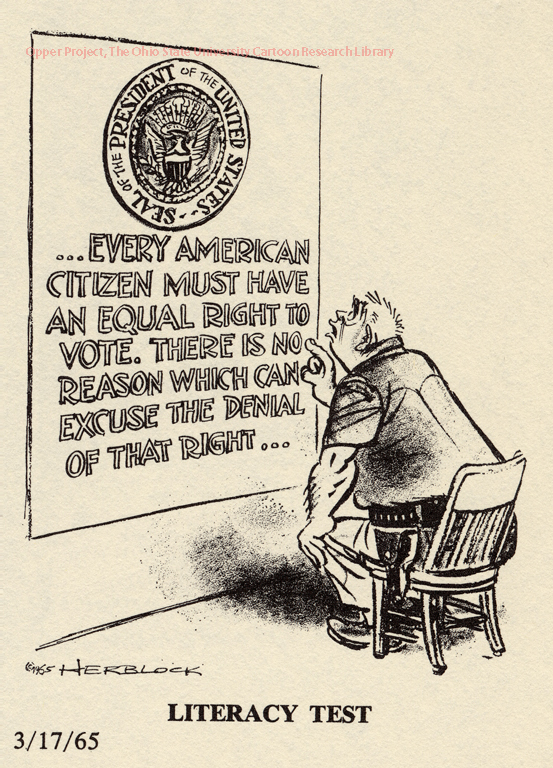 Opper Project, The Ohio State University Cartoon Research Library
SEAL OF THE PRESIDENT OF THE UNITED STATES
...EVERY AMERICAN
CITIZEN MUST HAVE
AN EQUAL RIGHT TO
VOTE. THERE IS NO
REASON WHICH CAN
EXCUSE THE DENIAL
OF THAT RIGHT...
©1965 HERBLOCK
LITERACY TEST
3/17/65